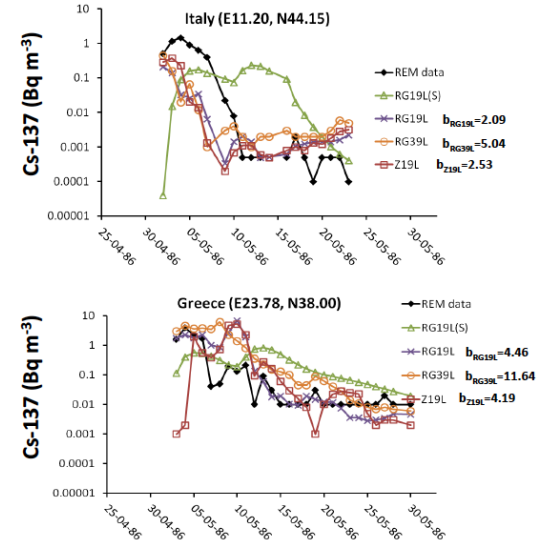 Italy (E11.20, N44.15)
Cs-137 (Bq m-3)
10
1
0.1
0.01
0.001
0.0001
0.00001
25-04-86
30-04-86
05-05-86
10-05-86
15-05-86
20-05-86
25-05-86
30-05-86
REM data
RG19L(S)
RG19L bRG19L=2.09
RG39L bRG39L=5.04
Z19L bZ19L=2.53
Greece (E23.78, N38.00)
Cs-137 (Bq m-3)
10
1
0.1
0.01
0.001
0.0001
0.00001
25-04-86
30-04-86
05-05-86
10-05-86
15-05-86
20-05-86
25-05-86
30-05-86
REM data
RG19L(S)
RG19L bRG19L=4.46
RG39L bRG39L=11.64
Z19L bZ19L=4.19